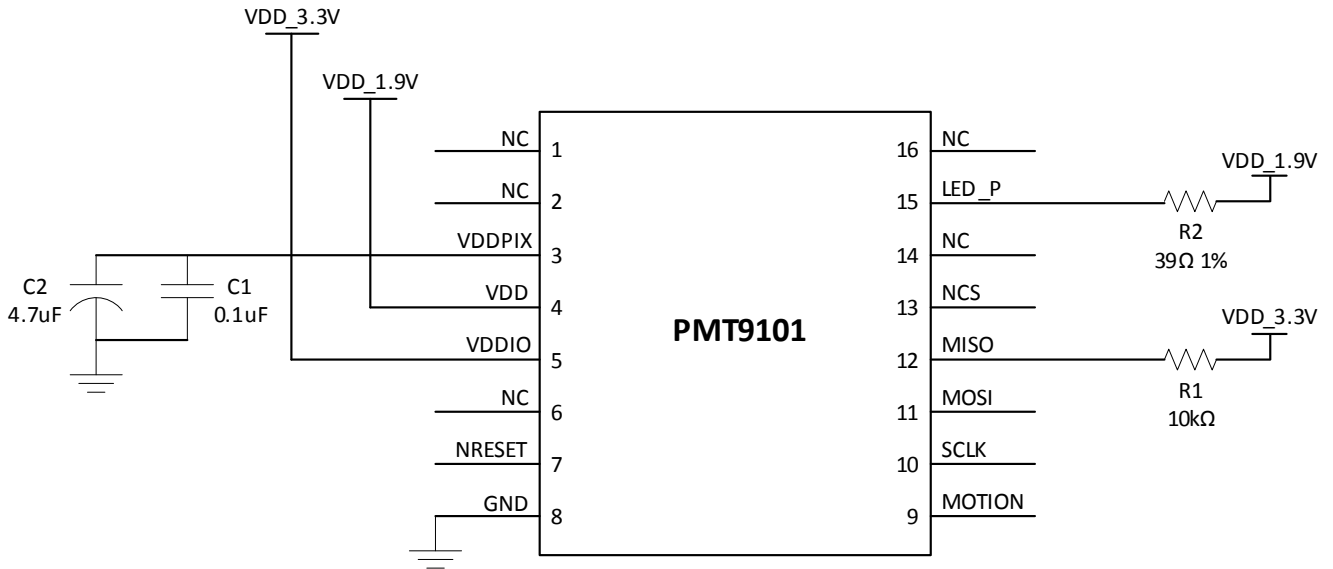 VDD_3.3V
VDD_1.9V
NC 1
NC 2
VDDPIX 3
VDD 4
VDDIO 5
NC 6
NRESET 7
GND 8
C2
4.7uF
C1
0.1uF
PMT9101
16 NC
15 LED_P
14 NC
13 NCS
12 MISO
11 MOSI
10 SCLK
9 MOTION
VDD_1.9V
R2
39Ω 1%
VDD_3.3V
R1
10kΩ